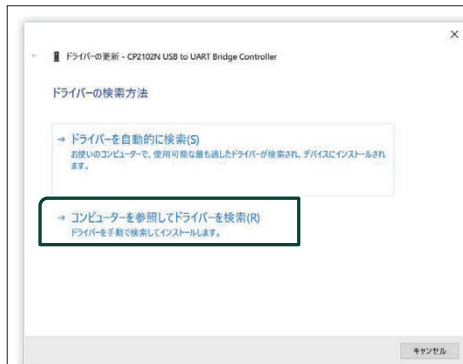 ドライバーの更新 - CP2102N USB to UART Bridge Controller
ドライバーの検索方法
→ ドライバーを自動的に検索(S)
お使いのコンピューターで、使用可能な最も適したドライバーが検索され、デバイスにインストールされ
ます。
→ コンピューターを参照してドライバーを検索(R)
ドライバーを手動で検索してインストールします。
キャンセル